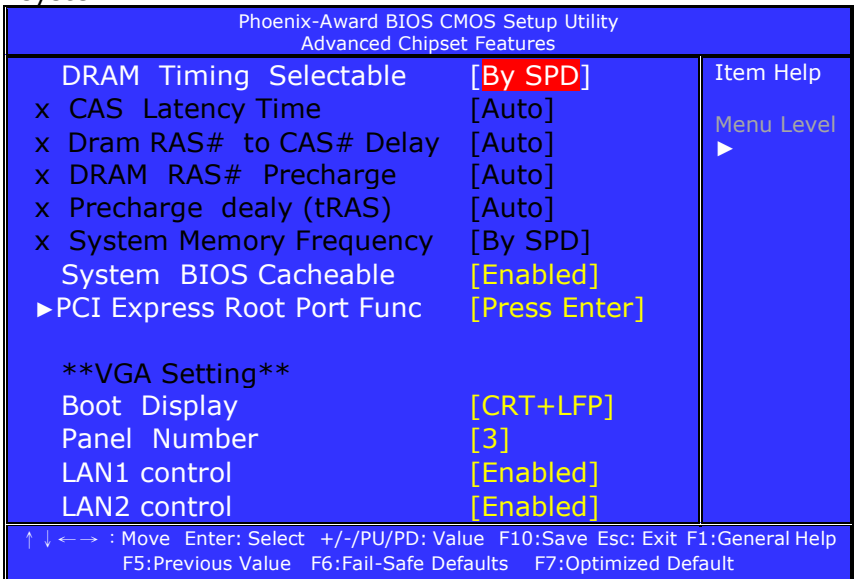 Phoenix-Award BIOS CMOS Setup Utility
Advanced Chipset Features
DRAM Timing Selectable [By SPD] Item Help
x CAS Latency Time [Auto]
Menu Level
x Dram RAS# to CAS# Delay [Auto] ►
x DRAM RAS# Precharge [Auto]
x Precharge dealy (tRAS) [Auto]
x System Memory Frequency [By SPD]
System BIOS Cacheable [Enabled]
►PCI Express Root Port Func [Press Enter]
**VGA Setting**
Boot Display [CRT+LFP]
Panel Number [3]
LAN1 control [Enabled]
LAN2 control [Enabled]
↑↓←→ : Move Enter: Select +/-/PU/PD: Value F10:Save Esc: Exit F1:General Help
F5:Previous Value F6:Fail-Safe Defaults F7:Optimized Default